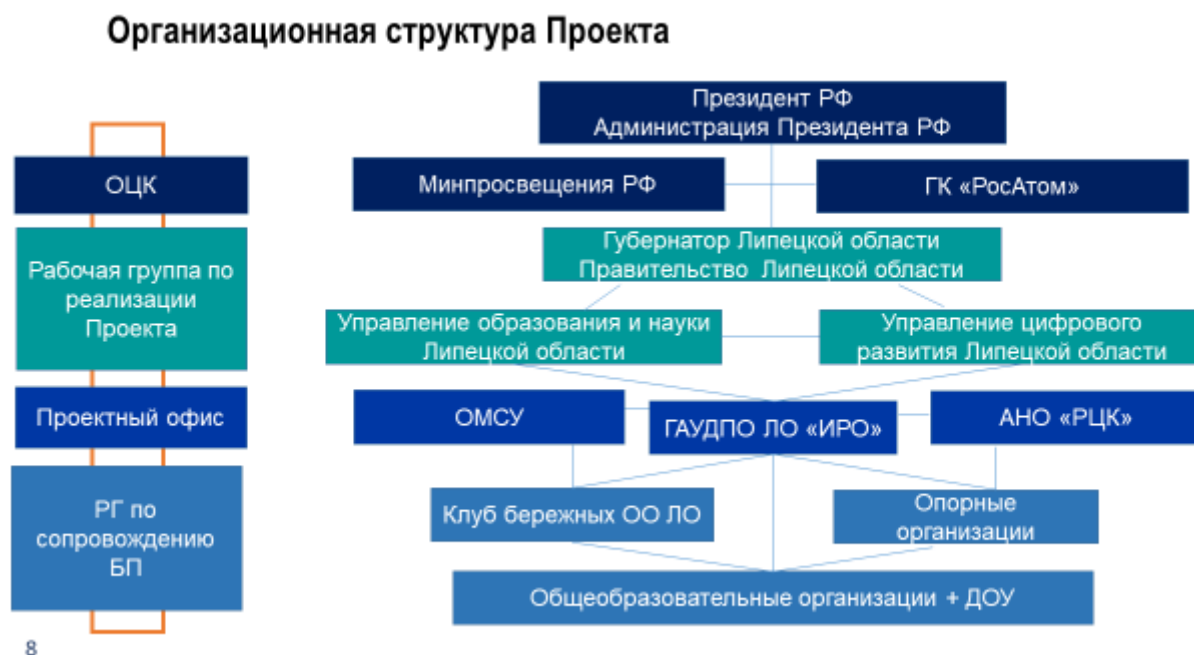 Организационная структура Проекта
ОЦК
Рабочая группа по
реализации
Проекта
Проектный офис
РГ по
сопровождению
БП
Президент РФ
Администрация Президента РФ
Минпросвещения РФ
ГК «РосАтом»
Губернатор Липецкой области
Правительство Липецкой области
Управление образования и науки
Липецкой области
Управление цифрового
развития Липецкой области
ОМСУ
ГАУДПО ЛО «ИРО»
АНО «РЦК»
Клуб бережных ОО ЛО
Опорные
организации
Общеобразовательные организации + ДОУ
8